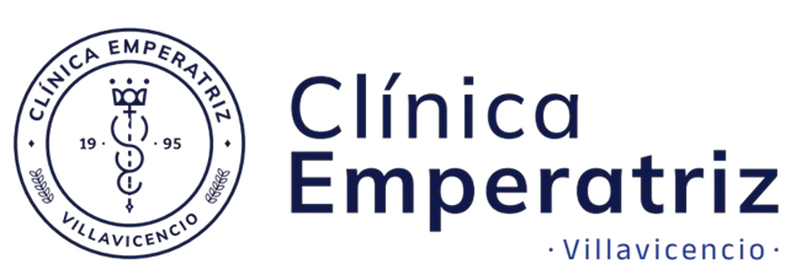 CLÍNICA EMPERATRIZ
19 · · 95
VILLAVICENCIO
Clínica
Emperatriz
· Villavicencio ·